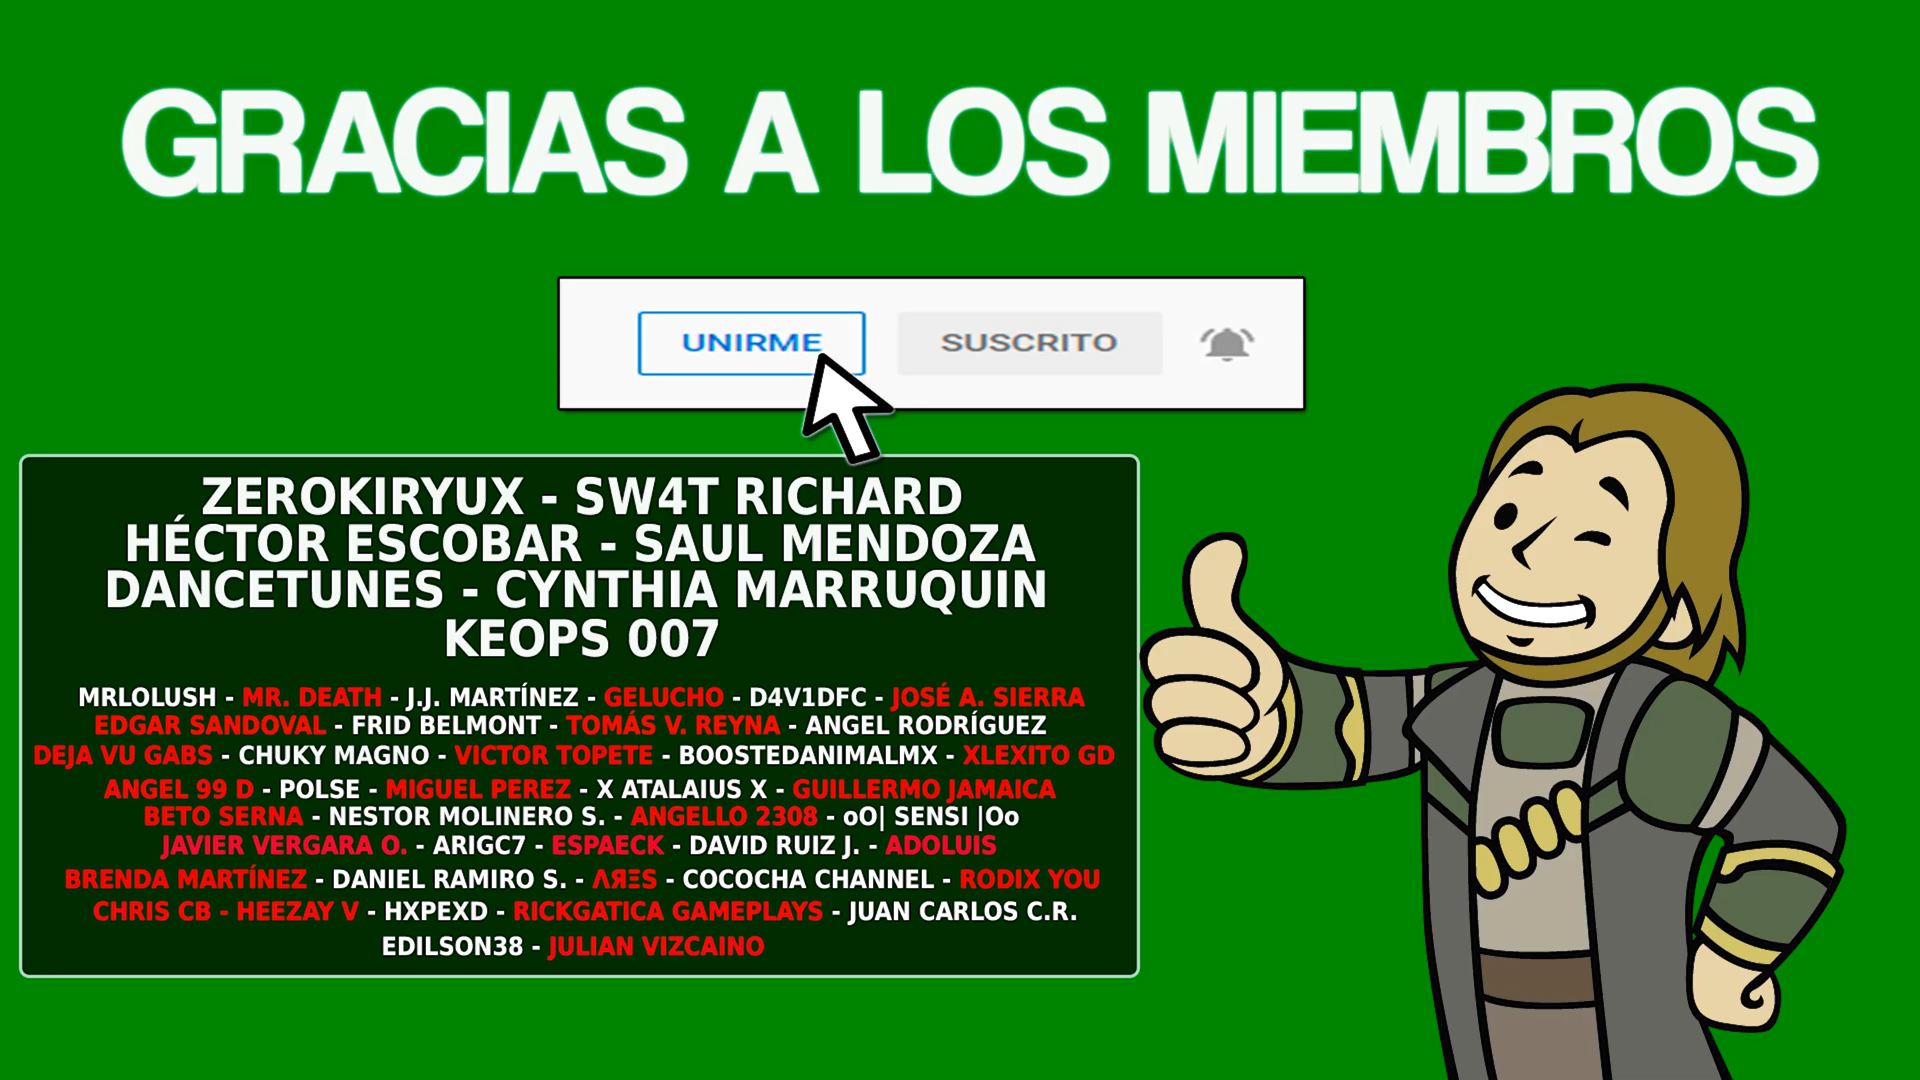 GRACIAS A LOS MIEMBROS
UNIRME SUSCRITO
ZEROKIRYUX - SW4T RICHARD
HÉCTOR ESCOBAR - SAUL MENDOZA
DANCETUNES - CYNTHIA MARRUQUIN
KEOPS 007
MRLOLUSH - MR. DEATH - J.J. MARTÍNEZ - GELUCHO - D4V1DFC - JOSÉ A. SIERRA
EDGAR SANDOVAL - FRID BELMONT - TOMÁS V. REYNA - ANGEL RODRÍGUEZ
DEJA VU GABS - CHUKY MAGNO - VICTOR TOPETE - BOOSTEDANIMALMX - XLEXITO GD
ANGEL 99 D - POLSE - MIGUEL PEREZ - X ATALAIUS X - GUILLERMO JAMAICA
BETO SERNA - NESTOR MOLINERO S. - ANGELLO 2308 - oO| SENSI |Oo
JAVIER VERGARA O. - ARIGC7 - ESPAECK - DAVID RUIZ J. - ADOLUIS
BRENDA MARTÍNEZ - DANIEL RAMIRO S. - ΛЯΞS - COCOCHA CHANNEL - RODIX YOU
CHRIS CB - HEEZAY V - HXPEXD - RICKGATICA GAMEPLAYS - JUAN CARLOS C.R.
EDILSON38 - JULIAN VIZCAINO